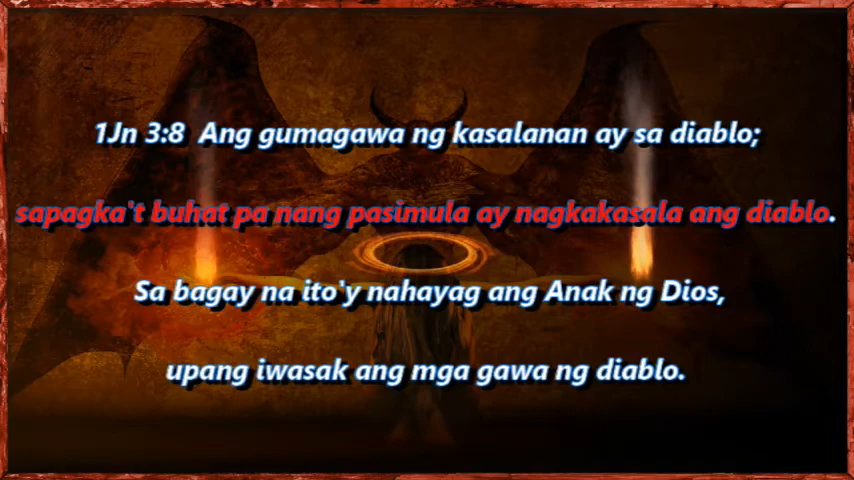 1Jn 3:8 Ang gumagawa ng kasalanan ay sa diablo;
sapagka't buhat pa nang pasimula ay nagkakasala ang diablo.
Sa bagay na ito'y nahayag ang Anak ng Dios,
upang iwasak ang mga gawa ng diablo.